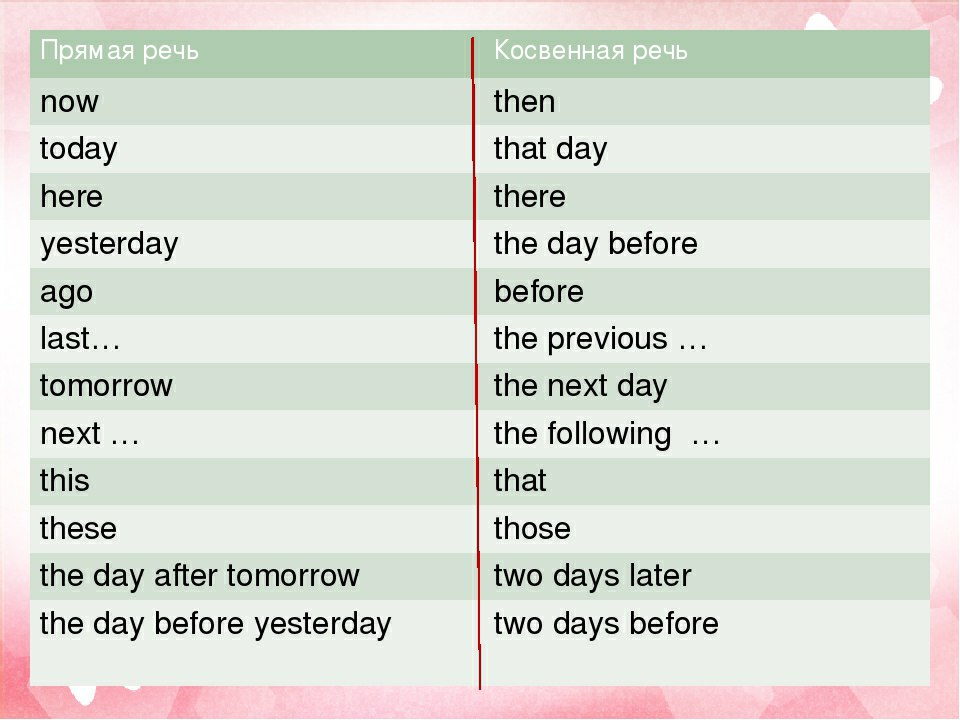 Прямая речь Косвенная речь
now then
today that day
here there
yesterday the day before
ago before
last… the previous …
tomorrow the next day
next … the following …
this that
these those
the day after tomorrow two days later
the day before yesterday two days before